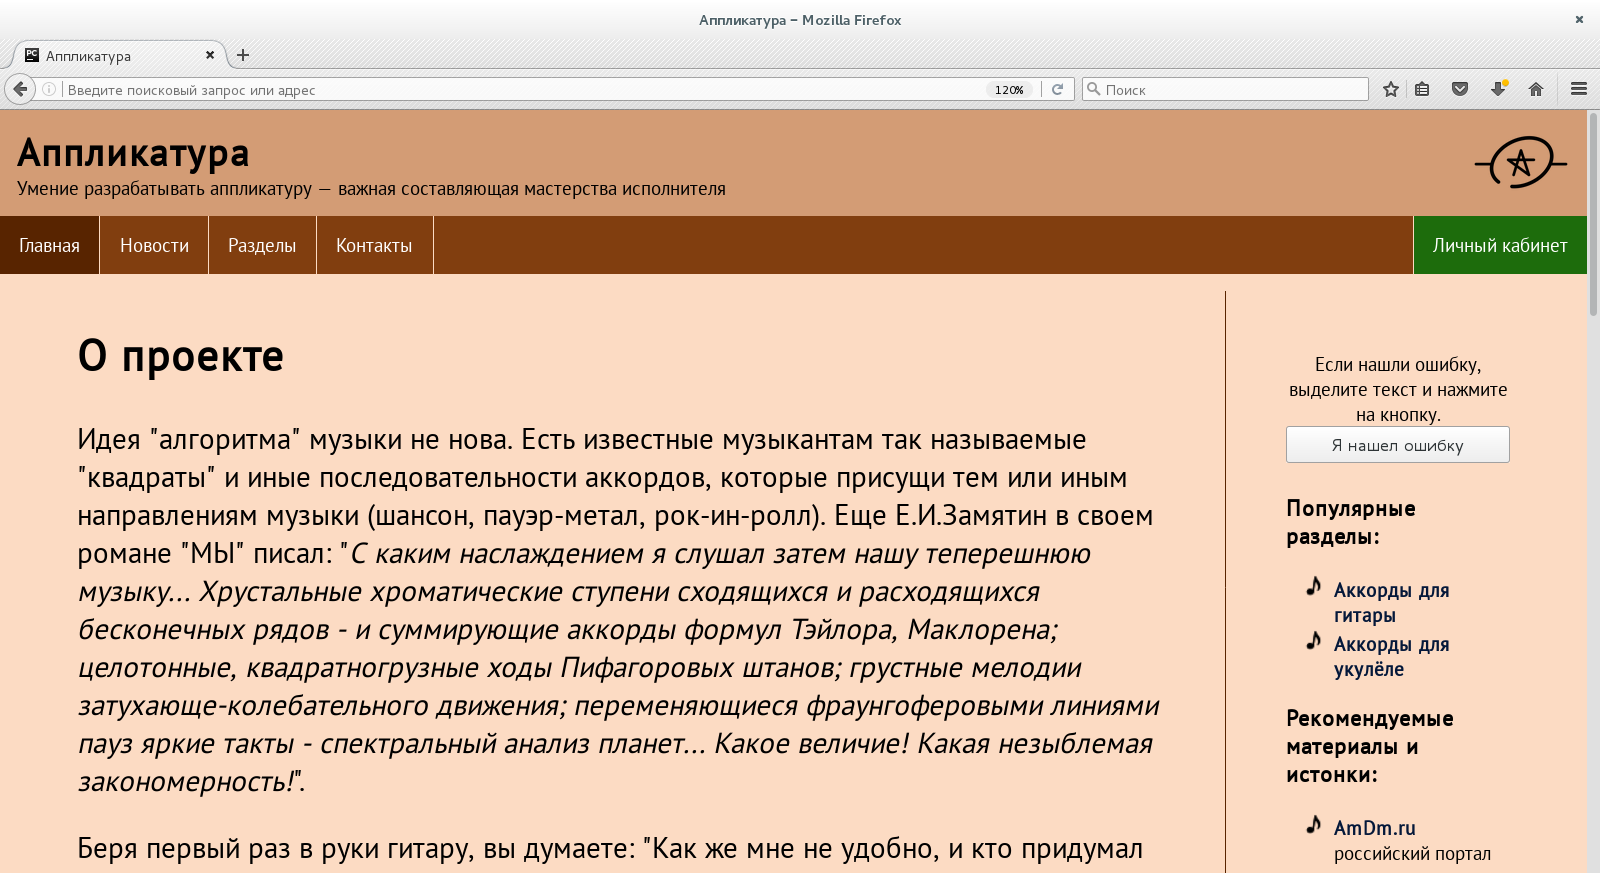 Аппликатура – Mozilla Firefox
PC Аппликатура
Введите поисковый запрос или адрес 120% Поиск
Аппликатура
Умение разрабатывать аппликатуру — важная составляющая мастерства исполнителя
Главная Новости Разделы Контакты Личный кабинет
О проекте
Идея "алгоритма" музыки не нова. Есть известные музыкантам так называемые
"квадраты" и иные последовательности аккордов, которые присущи тем или иным
направлениям музыки (шансон, пауэр-метал, рок-ин-ролл). Еще Е.И.Замятин в своем
романе "МЫ" писал: "С каким наслаждением я слушал затем нашу теперешнюю
музыку... Хрустальные хроматические ступени сходящихся и расходящихся
бесконечных рядов - и суммирующие аккорды формул Тэйлора, Маклорена;
целотонные, квадратногрузные ходы Пифагоровых штанов; грустные мелодии
затухающе-колебательного движения; переменяющиеся фраунгоферовыми линиями
пауз яркие такты - спектральный анализ планет... Какое величие! Какая незыблемая
закономерность!".
Беря первый раз в руки гитару, вы думаете: "Как же мне не удобно, и кто придумал
Если нашли ошибку,
выделите текст и нажмите
на кнопку.
Я нашел ошибку
Популярные
разделы:
Аккорды для
гитары
Аккорды для
укулёле
Рекомендуемые
материалы и
истонки:
AmDm.ru
российский портал